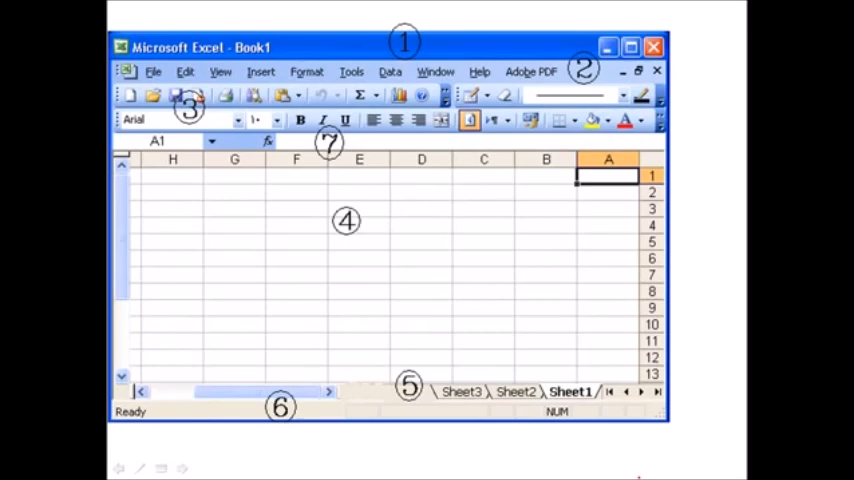 Microsoft Excel - Book1 ①
File Edit View Insert Format Tools Data Window Help Adobe PDF ②
③ Σ
Arial ١٠ B I U A
A1 fx ⑦
H G F E D C B A
1
2
3
④ 4
5
6
7
8
9
10
11
12
13
⑤ Sheet3 Sheet2 Sheet1
⑥
Ready NUM